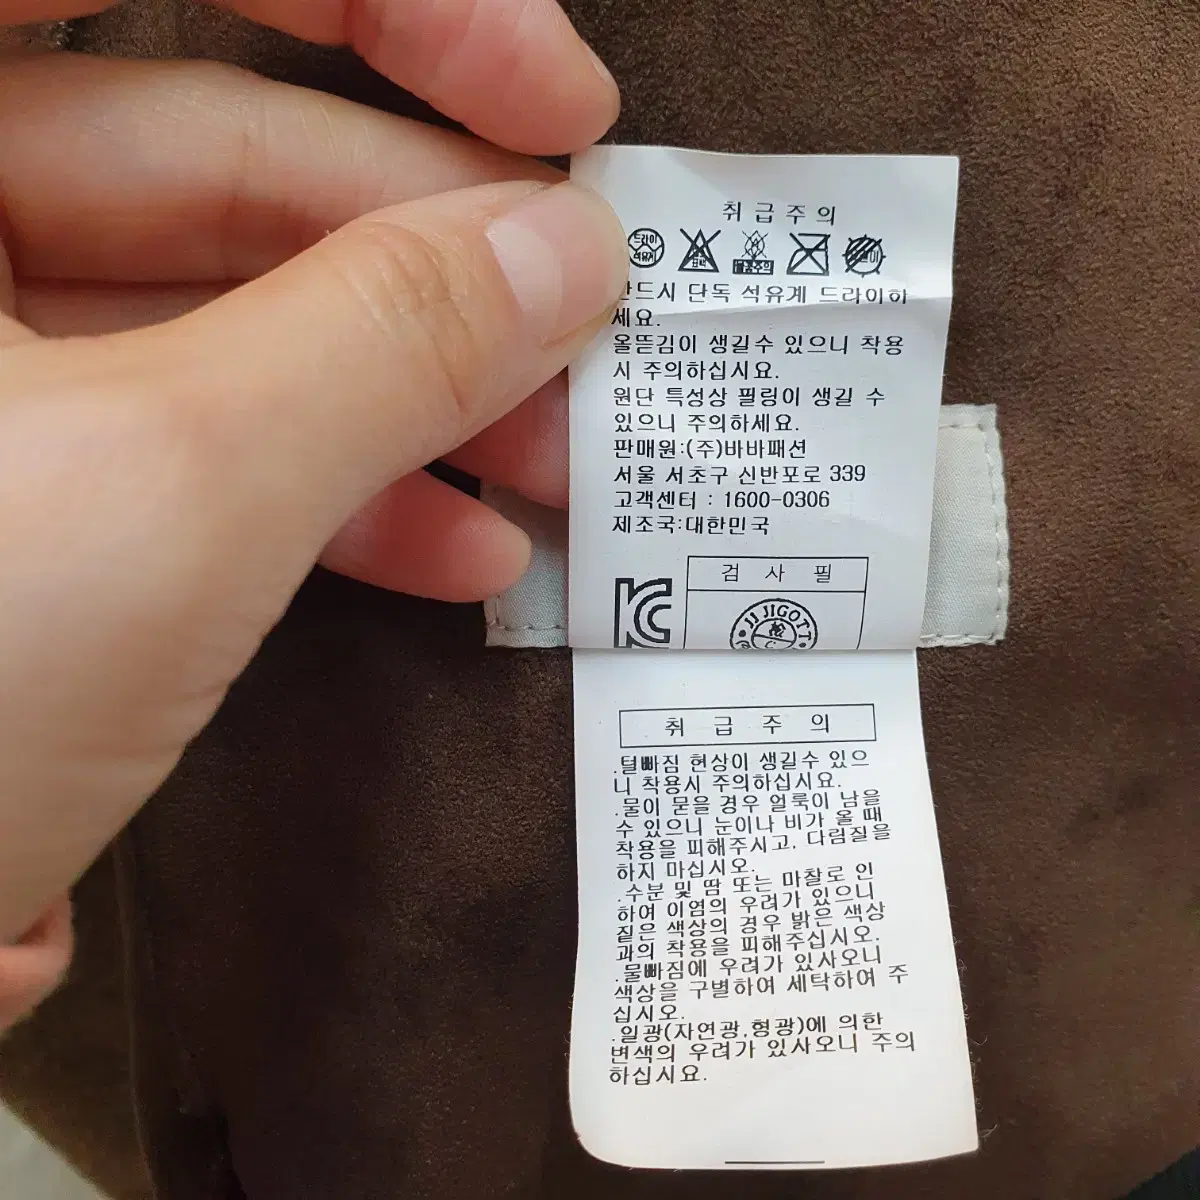 취급주의
드라이
석유계
표백
불꽃주의
드시 단독 석유계 드라이하
세요.
올뜯김이 생길수 있으니 착용
시 주의하십시요.
원단 특성상 필링이 생길 수
있으니 주의하세요.
판매원:(주)바바패션
서울 서초구 신반포로 339
고객센터 : 1600-0306
제조국:대한민국
검 사 필
JJ JIGOTT
취 급 주 의
.털빠짐 현상이 생길수 있으
니 착용시 주의하십시요.
.물이 묻을 경우 얼룩이 남을
수 있으니 눈이나 비가 올 때
착용을 피해주시고, 다림질을
하지 마십시오.
.수분 및 땀 또는 마찰로 인
하여 이염의 우려가 있으니
짙은 색상의 경우 밝은 색상
과의 착용을 피해주십시오.
.물빠짐에 우려가 있사오니
색상을 구별하여 세탁하여 주
십시오.
.일광(자연광,형광)에 의한
변색의 우려가 있사오니 주의
하십시요.